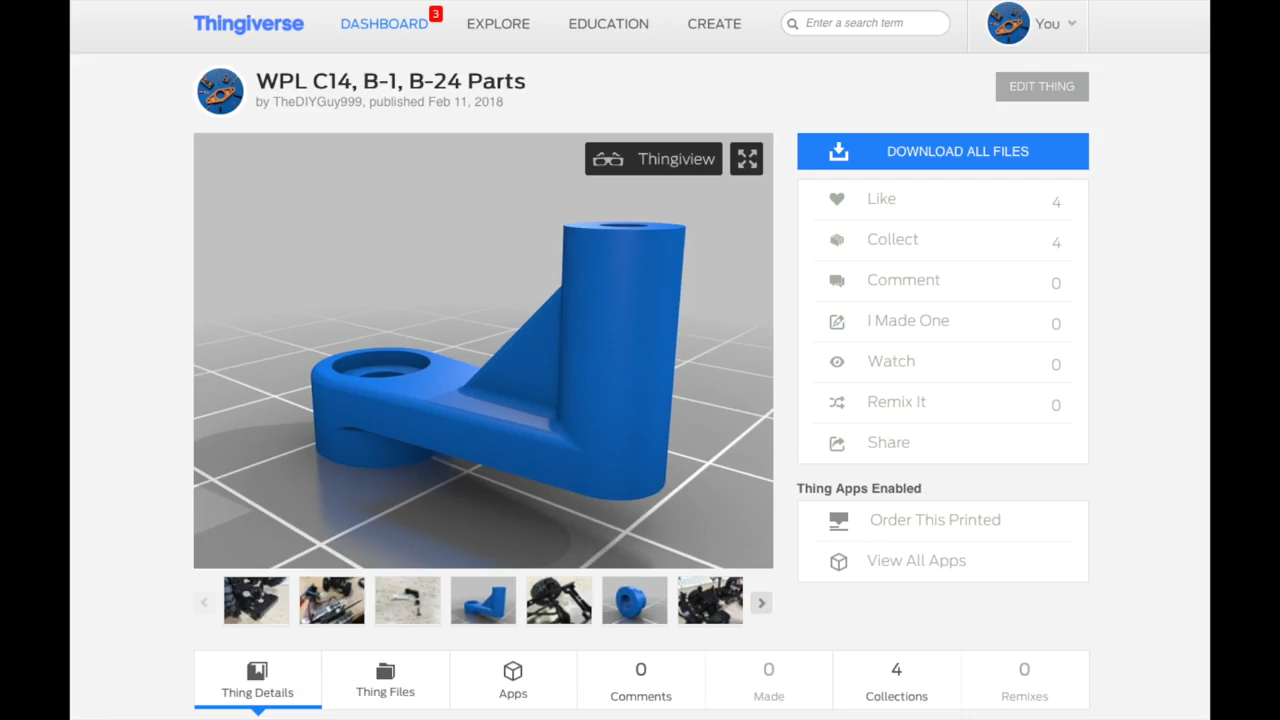 Thingiverse DASHBOARD 3 EXPLORE EDUCATION CREATE Enter a search term You
WPL C14, B-1, B-24 Parts
by TheDIYGuy999, published Feb 11, 2018
EDIT THING
Thingiview
DOWNLOAD ALL FILES
Like 4
Collect 4
Comment 0
I Made One 0
Watch 0
Remix It 0
Share
Thing Apps Enabled
Order This Printed
View All Apps
0 0 4 0
Thing Details Thing Files Apps Comments Made Collections Remixes